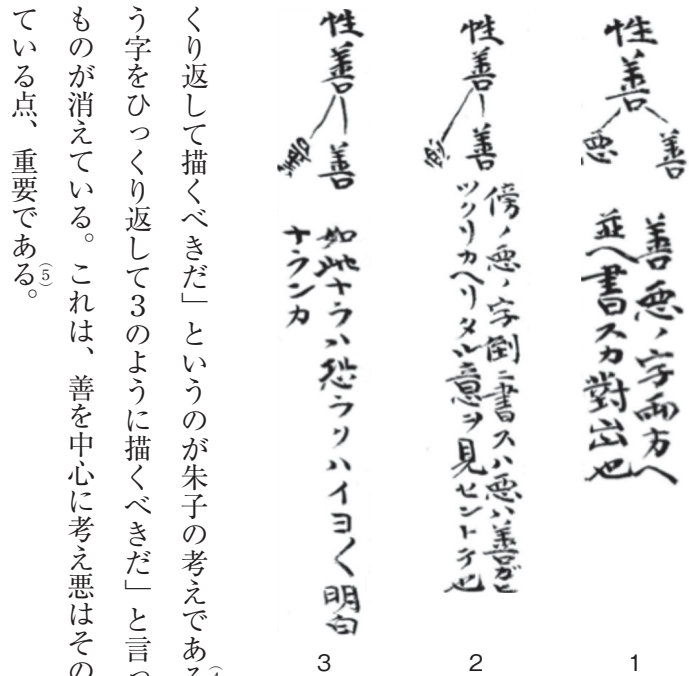 性善
善
悪
善悪ノ字両方へ
並へ書スカ對出也
1
性善
善
傍ノ悪ノ字倒ニ書スハ悪ハ善ガヒ
ツクリカヘリタル意ヲ見セントテ也
2
性善
善
如此ナラハ恐ラクハイヨ〱明白
ナランカ
3
くり返して描くべきだ」というのが朱子の考えである(4)
う字をひっくり返して3のように描くべきだ」と言っ
ものが消えている。これは、善を中心に考え悪はその
ている点、重要である(5)。